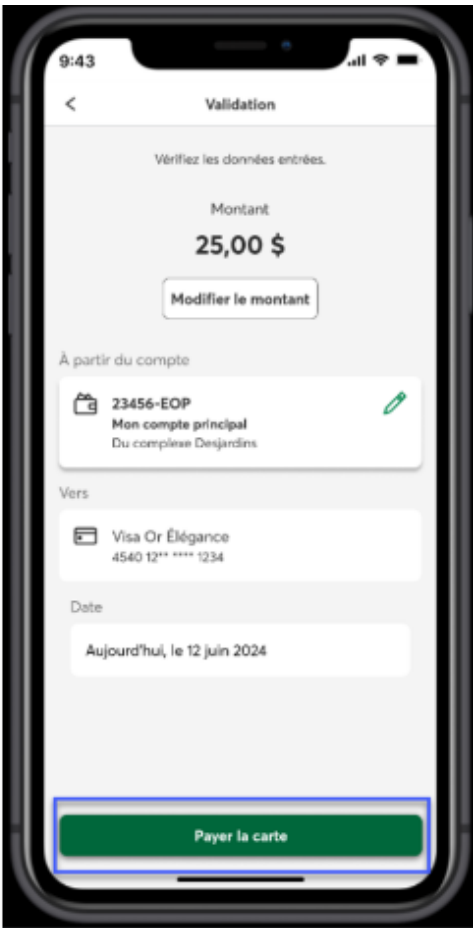 9:43
Validation
Vérifiez les données entrées.
Montant
25,00 $
Modifier le montant
À partir du compte
23456-EOP
Mon compte principal
Du complexe Desjardins
Vers
Visa Or Élégance
4540 12** **** 1234
Date
Aujourd'hui, le 12 juin 2024
Payer la carte